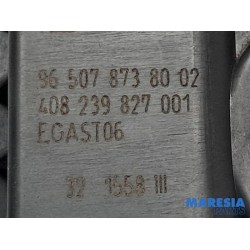 96 507 873 80 02
408 239 827 001
EGAST06
32 1558 III
MARESIA